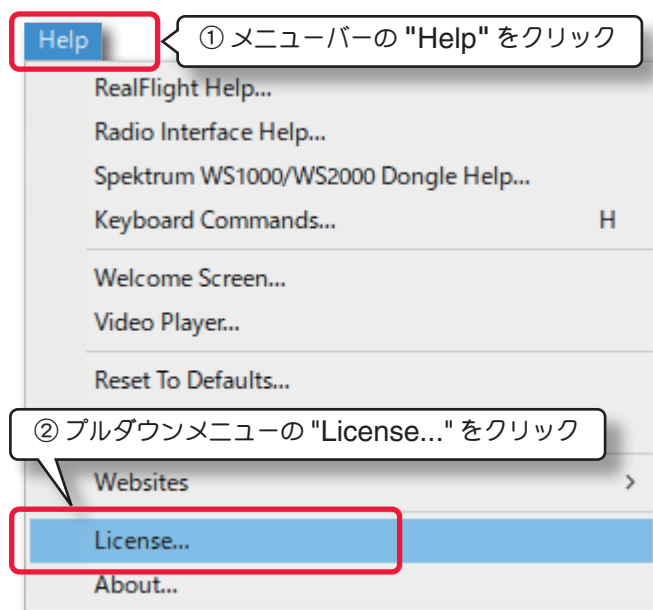 Help
① メニューバーの "Help" をクリック
RealFlight Help...
Radio Interface Help...
Spektrum WS1000/WS2000 Dongle Help...
Keyboard Commands... H
Welcome Screen...
Video Player...
Reset To Defaults...
② プルダウンメニューの "License..." をクリック
Websites >
License...
About...